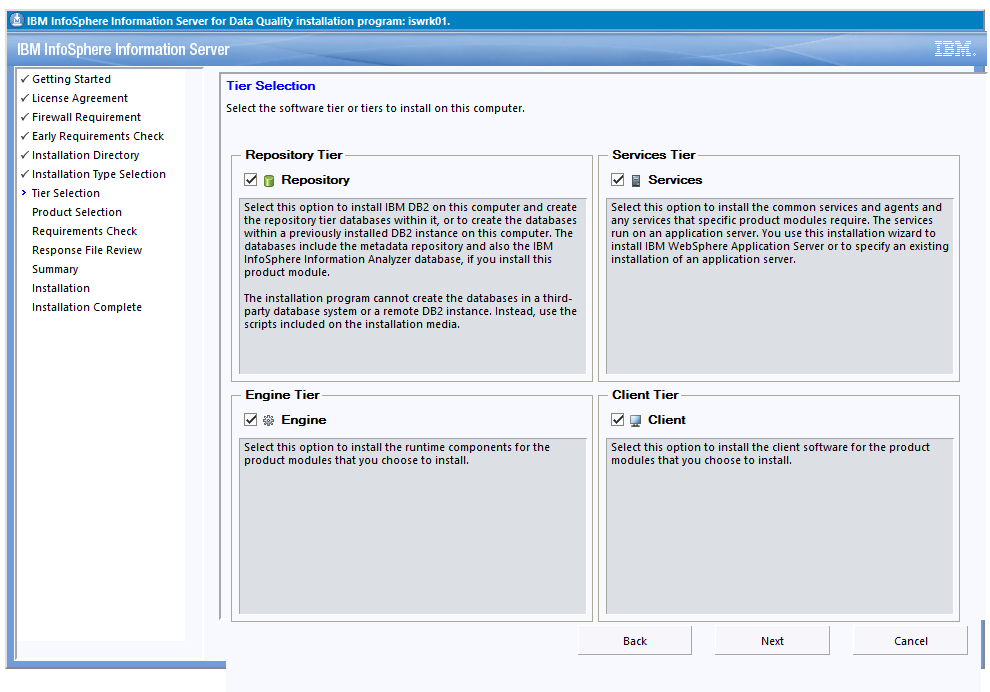 IBM InfoSphere Information Server for Data Quality installation program: iswrk01.
IBM InfoSphere Information Server
IBM.
✓ Getting Started
✓ License Agreement
✓ Firewall Requirement
✓ Early Requirements Check
✓ Installation Directory
✓ Installation Type Selection
> Tier Selection
Product Selection
Requirements Check
Response File Review
Summary
Installation
Installation Complete
Tier Selection
Select the software tier or tiers to install on this computer.
Repository Tier
Repository
Select this option to install IBM DB2 on this computer and create
the repository tier databases within it, or to create the databases
within a previously installed DB2 instance on this computer. The
databases include the metadata repository and also the IBM
InfoSphere Information Analyzer database, if you install this
product module.
The installation program cannot create the databases in a third-
party database system or a remote DB2 instance. Instead, use the
scripts included on the installation media.
Services Tier
Services
Select this option to install the common services and agents and
any services that specific product modules require. The services
run on an application server. You use this installation wizard to
install IBM WebSphere Application Server or to specify an existing
installation of an application server.
Engine Tier
Engine
Select this option to install the runtime components for the
product modules that you choose to install.
Client Tier
Client
Select this option to install the client software for the product
modules that you choose to install.
Back
Next
Cancel